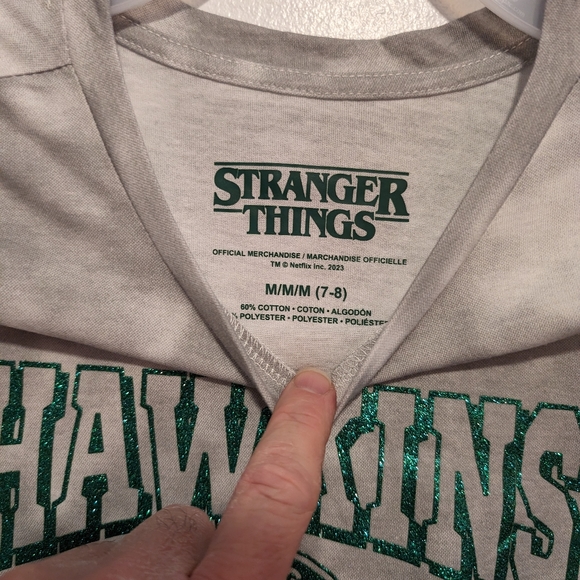 STRANGER
THINGS
OFFICIAL MERCHANDISE / MARCHANDISE OFFICIELLE
TM © Netflix Inc. 2023
M/M/M (7-8)
60% COTTON • COTON • ALGODÓN
% POLYESTER • POLYESTER • POLIÉSTE
HAWKINS